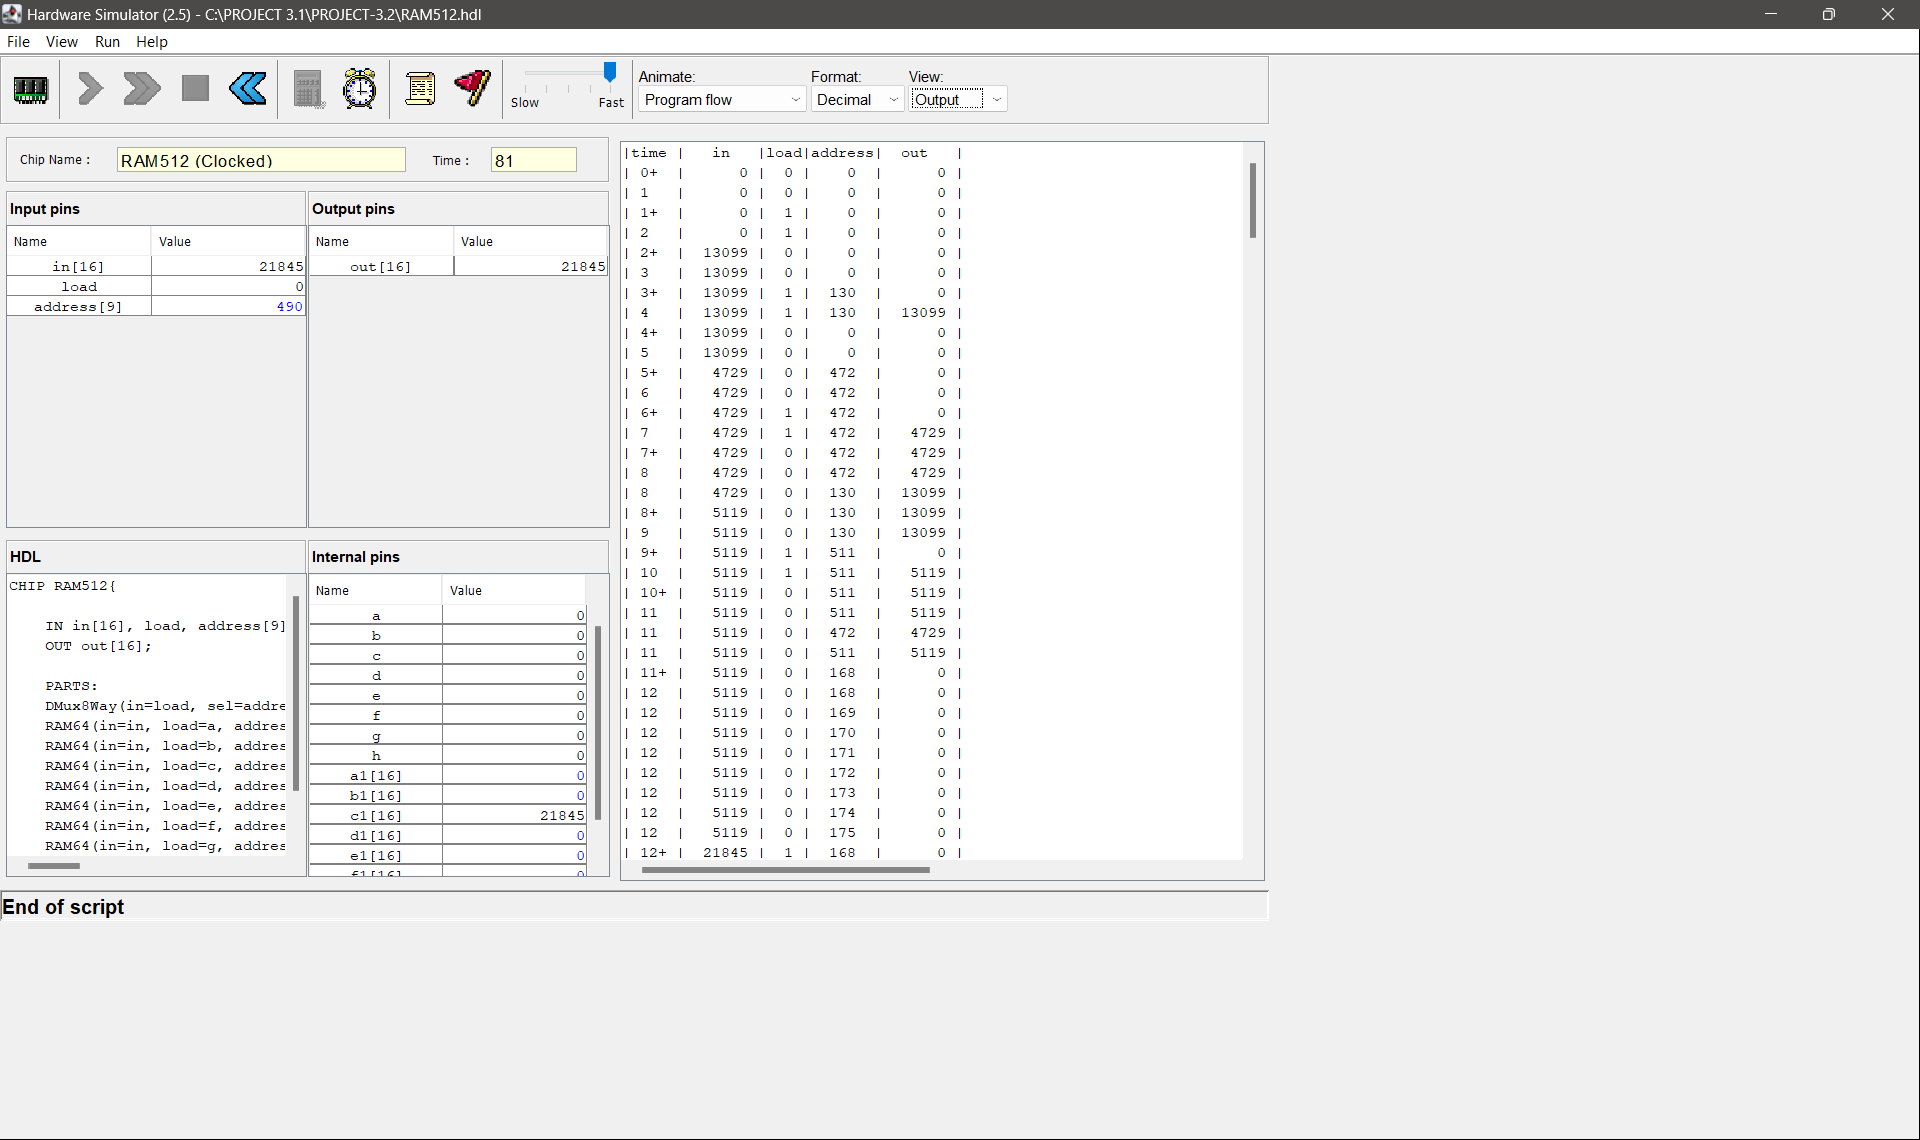 Hardware Simulator (2.5) - C:\PROJECT 3.1\PROJECT-3.2\RAM512.hdl
File View Run Help
Slow Fast
Animate: Format: View:
Program flow Decimal Output
Chip Name : RAM512 (Clocked) Time : 81
Input pins
Name Value
in[16] 21845
load 0
address[9] 490
Output pins
Name Value
out[16] 21845
HDL
CHIP RAM512{
IN in[16], load, address[9]
OUT out[16];
PARTS:
DMux8Way(in=load, sel=addre
RAM64(in=in, load=a, addres
RAM64(in=in, load=b, addres
RAM64(in=in, load=c, addres
RAM64(in=in, load=d, addres
RAM64(in=in, load=e, addres
RAM64(in=in, load=f, addres
RAM64(in=in, load=g, addres
Internal pins
Name Value
a 0
b 0
c 0
d 0
e 0
f 0
g 0
h 0
a1[16] 0
b1[16] 0
c1[16] 21845
d1[16] 0
e1[16] 0
f1[16] 0
|time | in |load|address| out |
| 0+ | 0 | 0 | 0 | 0 |
| 1 | 0 | 0 | 0 | 0 |
| 1+ | 0 | 1 | 0 | 0 |
| 2 | 0 | 1 | 0 | 0 |
| 2+ | 13099 | 0 | 0 | 0 |
| 3 | 13099 | 0 | 0 | 0 |
| 3+ | 13099 | 1 | 130 | 0 |
| 4 | 13099 | 1 | 130 | 13099 |
| 4+ | 13099 | 0 | 0 | 0 |
| 5 | 13099 | 0 | 0 | 0 |
| 5+ | 4729 | 0 | 472 | 0 |
| 6 | 4729 | 0 | 472 | 0 |
| 6+ | 4729 | 1 | 472 | 0 |
| 7 | 4729 | 1 | 472 | 4729 |
| 7+ | 4729 | 0 | 472 | 4729 |
| 8 | 4729 | 0 | 472 | 4729 |
| 8 | 4729 | 0 | 130 | 13099 |
| 8+ | 5119 | 0 | 130 | 13099 |
| 9 | 5119 | 0 | 130 | 13099 |
| 9+ | 5119 | 1 | 511 | 0 |
| 10 | 5119 | 1 | 511 | 5119 |
| 10+ | 5119 | 0 | 511 | 5119 |
| 11 | 5119 | 0 | 511 | 5119 |
| 11 | 5119 | 0 | 472 | 4729 |
| 11 | 5119 | 0 | 511 | 5119 |
| 11+ | 5119 | 0 | 168 | 0 |
| 12 | 5119 | 0 | 168 | 0 |
| 12 | 5119 | 0 | 169 | 0 |
| 12 | 5119 | 0 | 170 | 0 |
| 12 | 5119 | 0 | 171 | 0 |
| 12 | 5119 | 0 | 172 | 0 |
| 12 | 5119 | 0 | 173 | 0 |
| 12 | 5119 | 0 | 174 | 0 |
| 12 | 5119 | 0 | 175 | 0 |
| 12+ | 21845 | 1 | 168 | 0 |
End of script